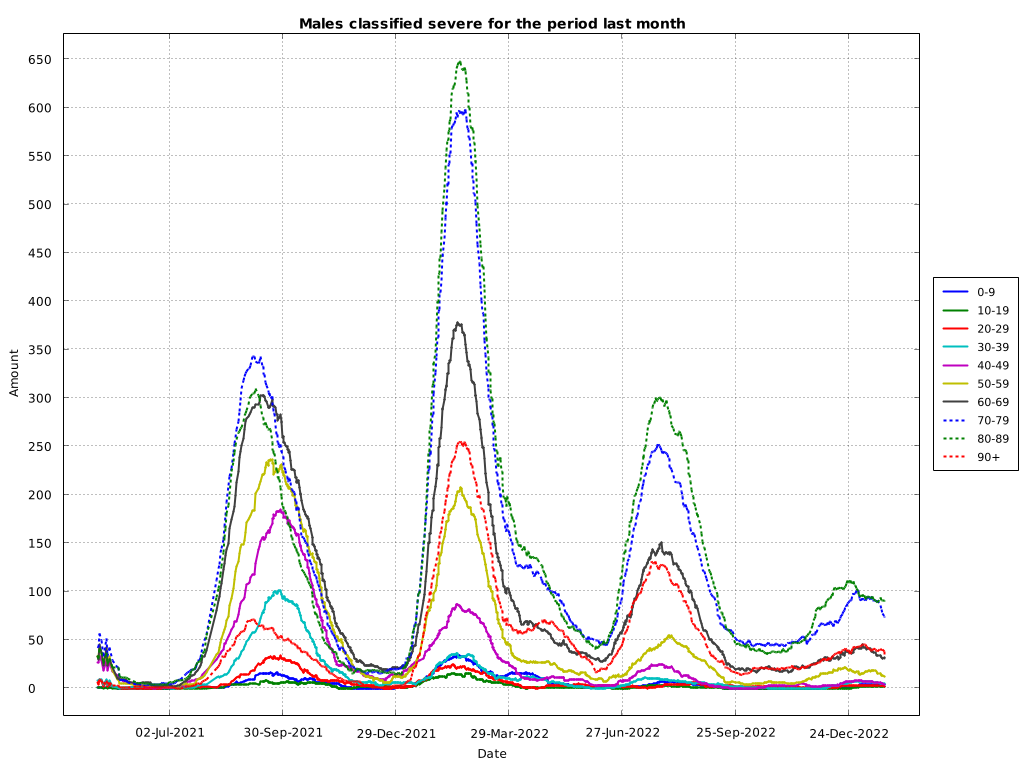 Males classified severe for the period last month
Amount
650
600
550
500
450
400
350
300
250
200
150
100
50
0
02-Jul-2021
30-Sep-2021
29-Dec-2021
29-Mar-2022
27-Jun-2022
25-Sep-2022
24-Dec-2022
Date
0-9
10-19
20-29
30-39
40-49
50-59
60-69
70-79
80-89
90+